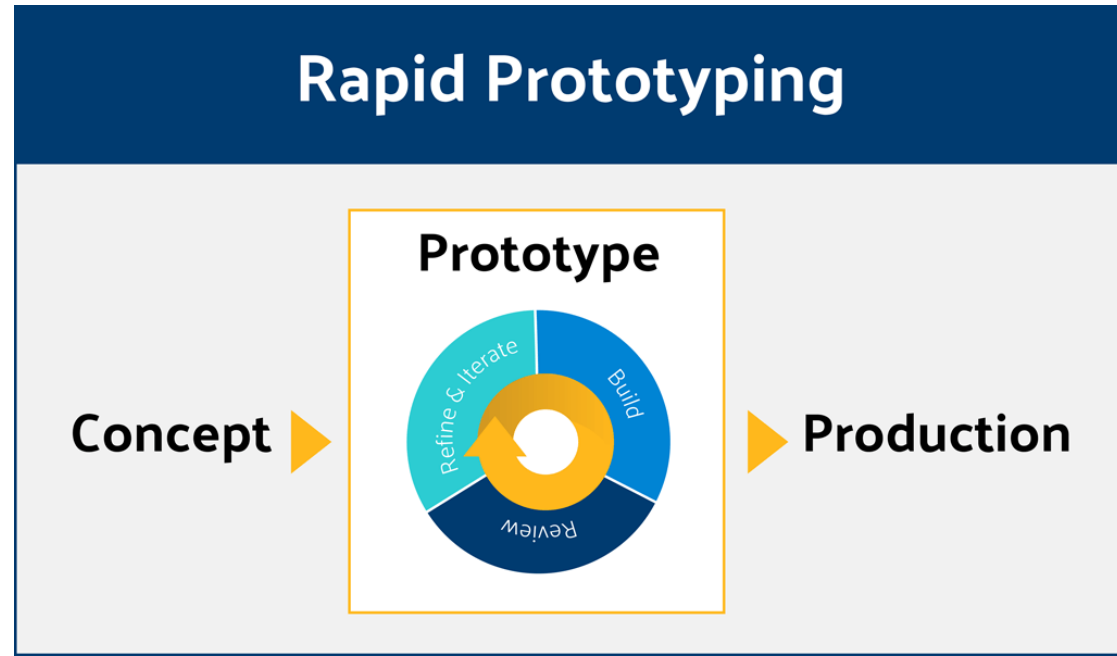 Rapid Prototyping
Prototype
Refine & Iterate
Build
Review
Concept
Production